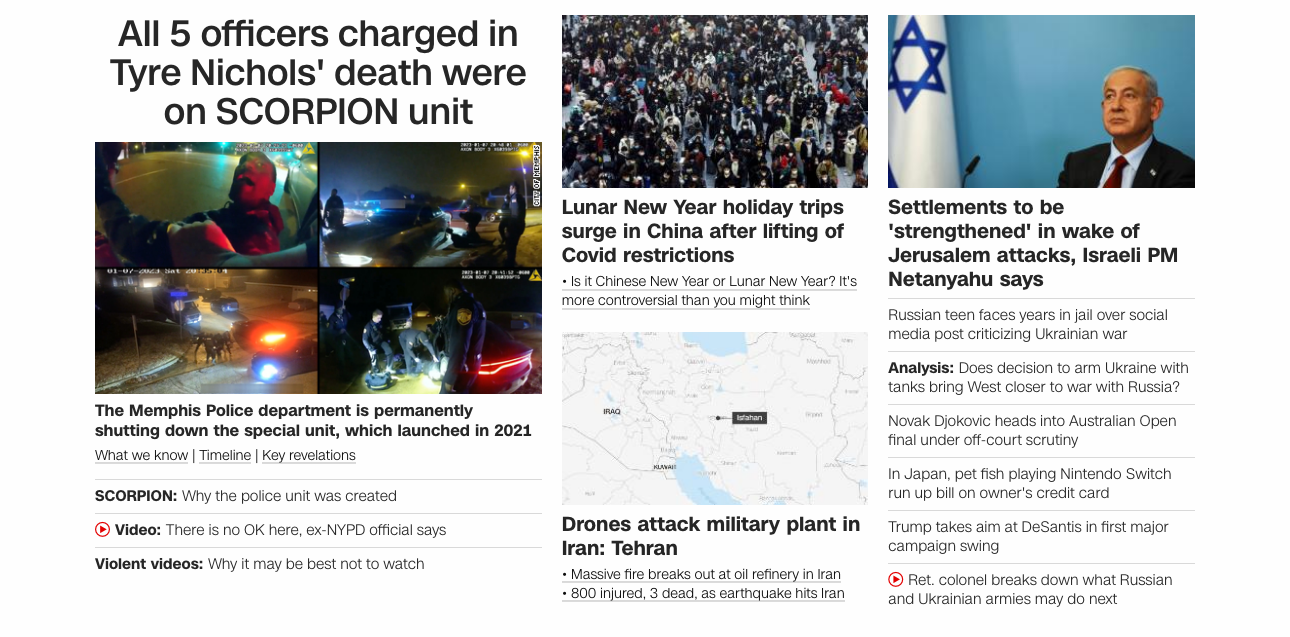 All 5 officers charged in
Tyre Nichols' death were
on SCORPION unit
CITY OF MEMPHIS
01-07-2023 Sat 20
The Memphis Police department is permanently
shutting down the special unit, which launched in 2021
What we know | Timeline | Key revelations
SCORPION: Why the police unit was created
Video: There is no OK here, ex-NYPD official says
Violent videos: Why it may be best not to watch
Lunar New Year holiday trips
surge in China after lifting of
Covid restrictions
• Is it Chinese New Year or Lunar New Year? It's
more controversial than you might think
IRAQ
Isfahan
KUWAIT
Drones attack military plant in
Iran: Tehran
• Massive fire breaks out at oil refinery in Iran
• 800 injured, 3 dead, as earthquake hits Iran
Settlements to be
'strengthened' in wake of
Jerusalem attacks, Israeli PM
Netanyahu says
Russian teen faces years in jail over social
media post criticizing Ukrainian war
Analysis: Does decision to arm Ukraine with
tanks bring West closer to war with Russia?
Novak Djokovic heads into Australian Open
final under off-court scrutiny
In Japan, pet fish playing Nintendo Switch
run up bill on owner's credit card
Trump takes aim at DeSantis in first major
campaign swing
Ret. colonel breaks down what Russian
and Ukrainian armies may do next